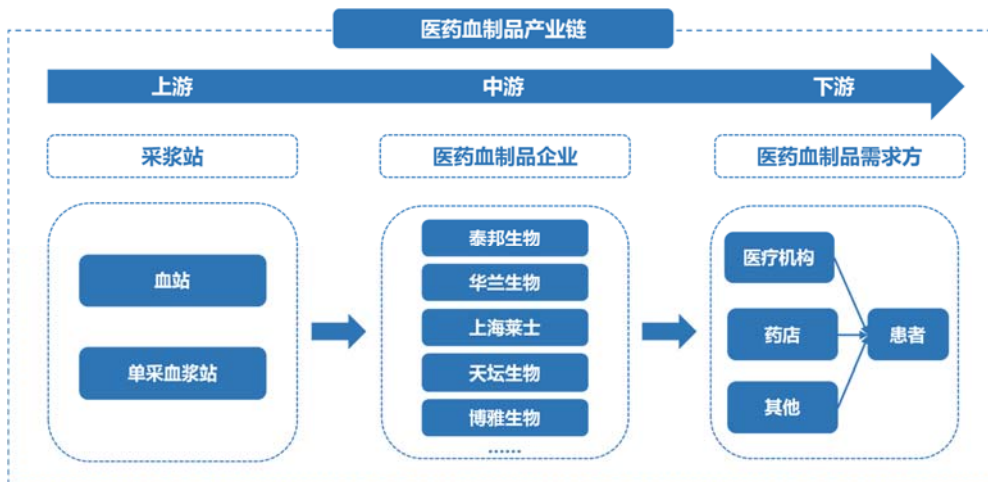 医药血制品产业链
上游 中游 下游
采浆站 医药血制品企业 医药血制品需求方
血站
单采血浆站
泰邦生物
华兰生物
上海莱士
天坛生物
博雅生物
……
医疗机构
药店
其他
患者